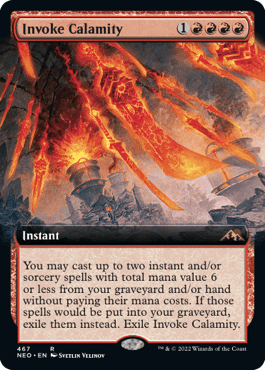 Invoke Calamity 1
Instant
You may cast up to two instant and/or
sorcery spells with total mana value 6
or less from your graveyard and/or hand
without paying their mana costs. If those
spells would be put into your graveyard,
exile them instead. Exile Invoke Calamity.
467 R
NEO • EN SVETLIN VELINOV
™ & © 2022 Wizards of the Coast